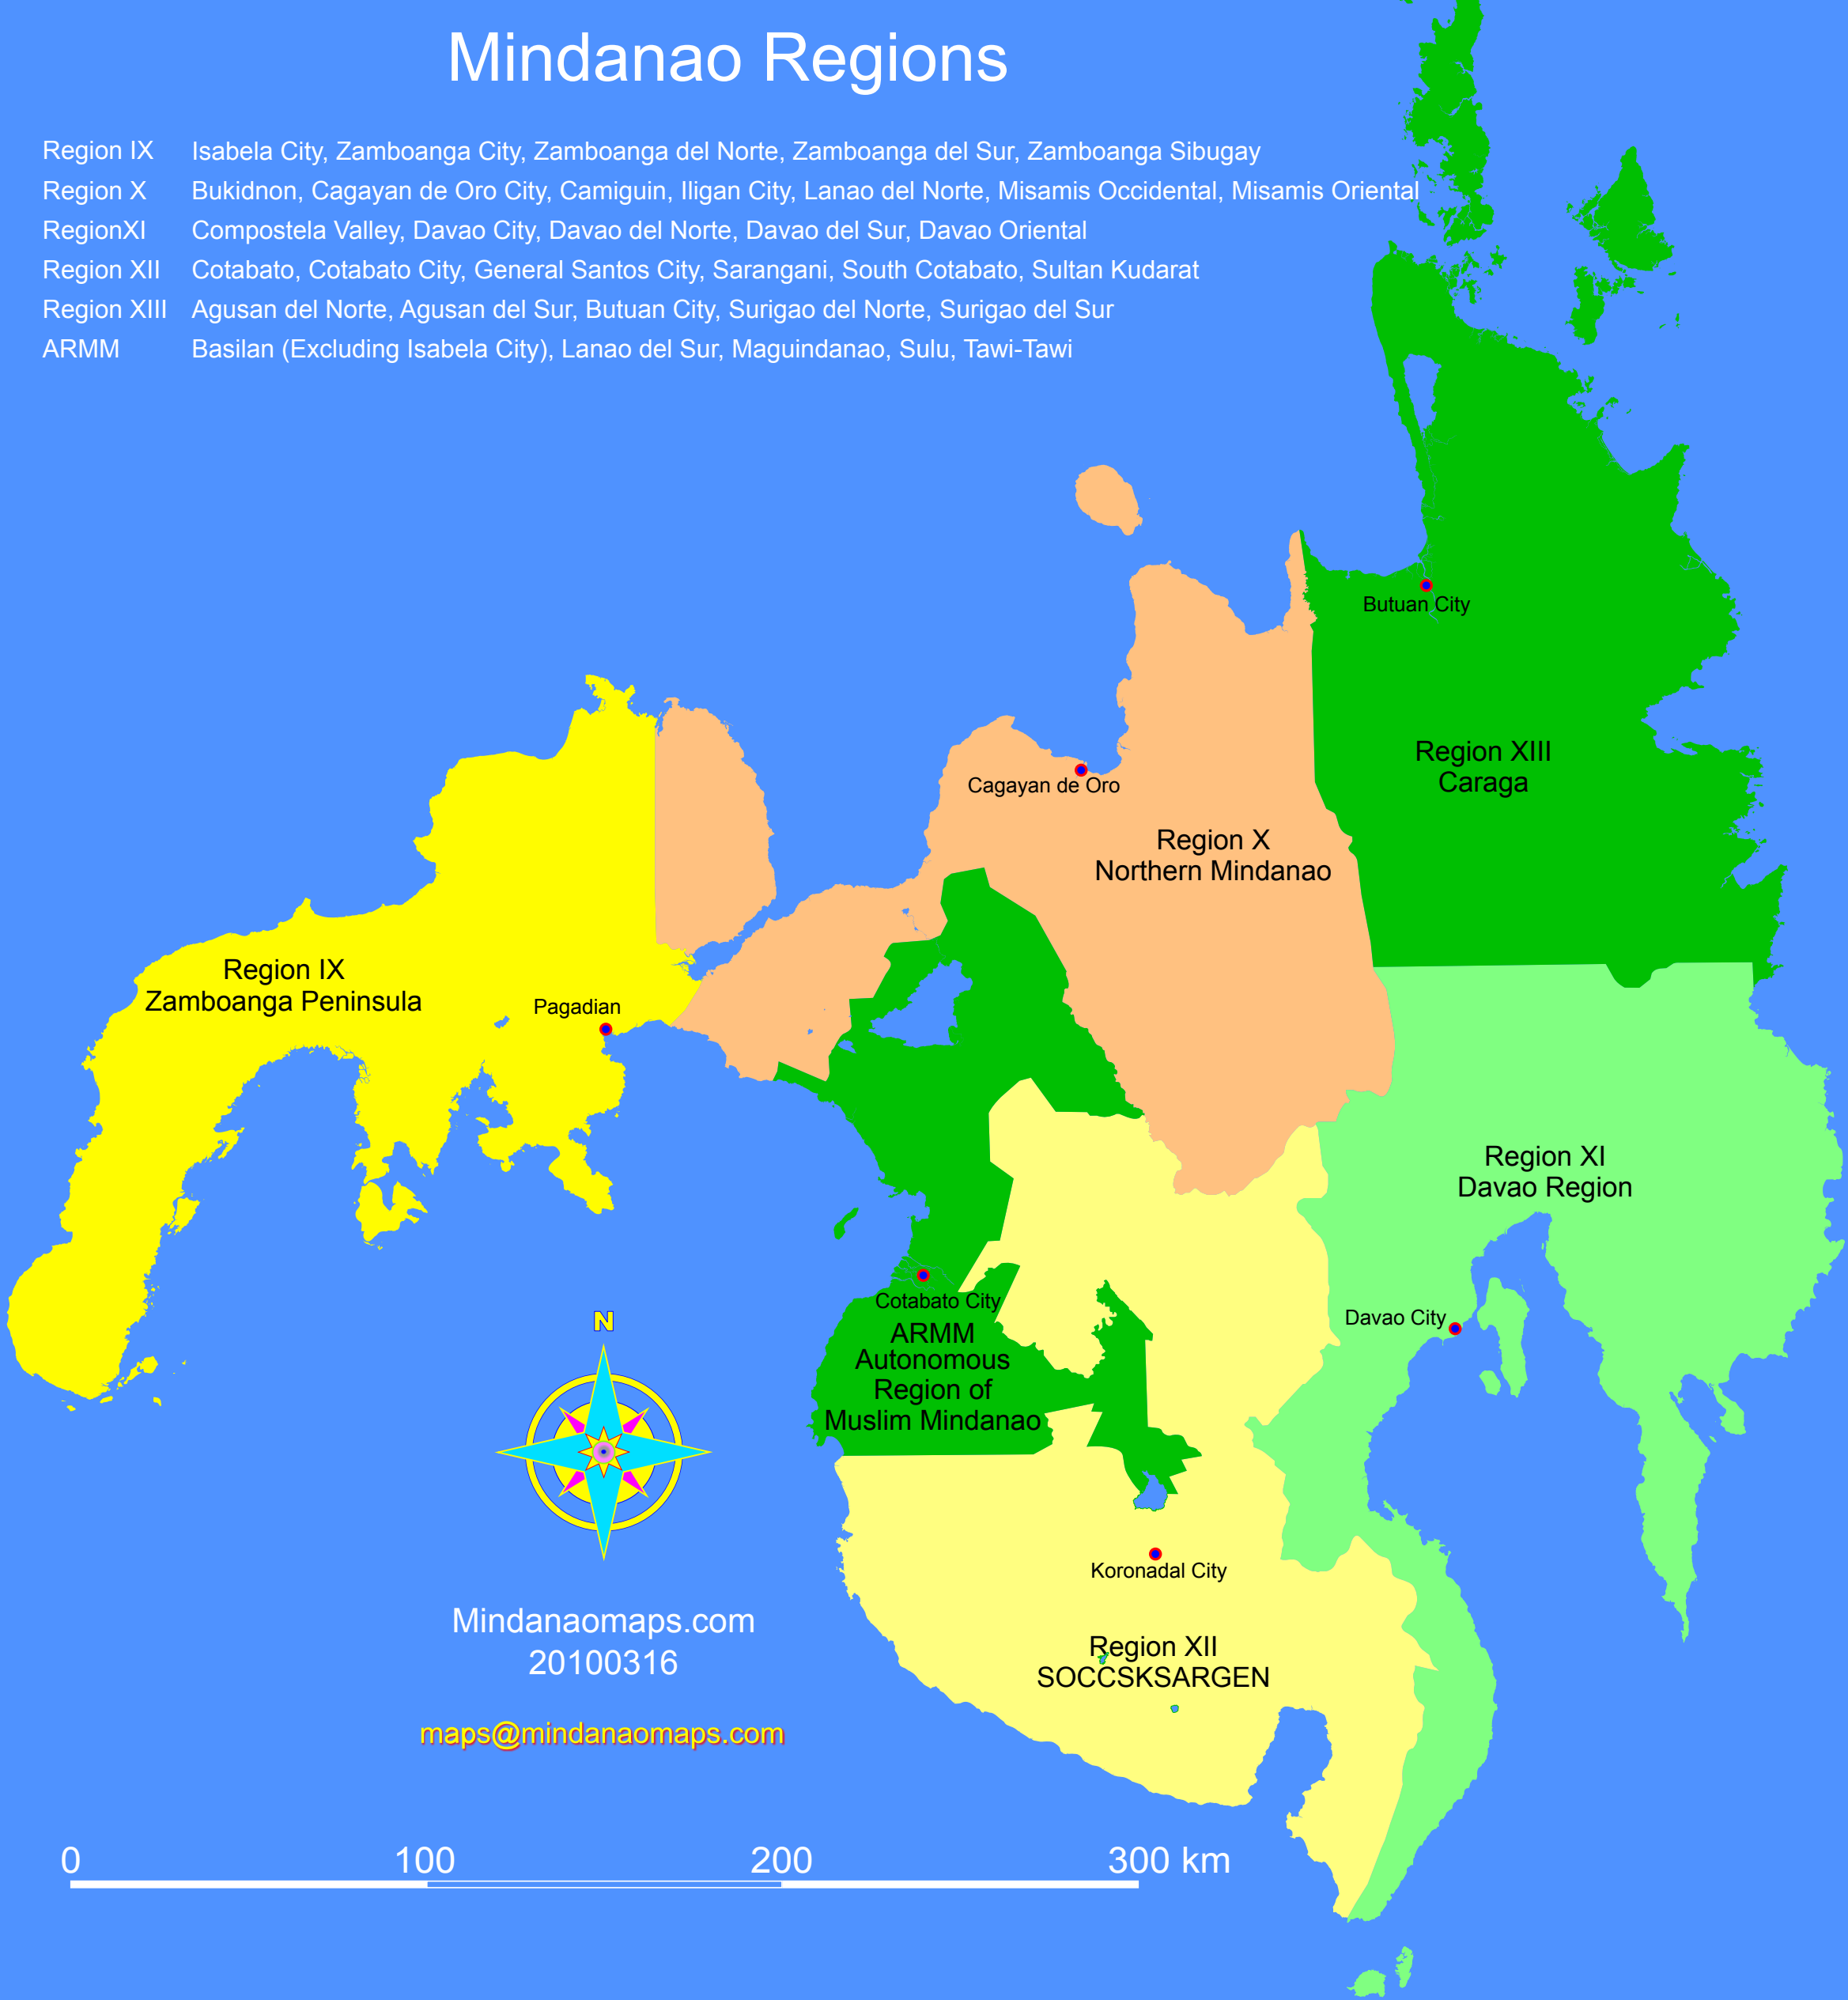 Mindanao Regions
Region IX Isabela City, Zamboanga City, Zamboanga del Norte, Zamboanga del Sur, Zamboanga Sibugay
Region X Bukidnon, Cagayan de Oro City, Camiguin, Iligan City, Lanao del Norte, Misamis Occidental, Misamis Oriental
RegionXI Compostela Valley, Davao City, Davao del Norte, Davao del Sur, Davao Oriental
Region XII Cotabato, Cotabato City, General Santos City, Sarangani, South Cotabato, Sultan Kudarat
Region XIII Agusan del Norte, Agusan del Sur, Butuan City, Surigao del Norte, Surigao del Sur
ARMM Basilan (Excluding Isabela City), Lanao del Sur, Maguindanao, Sulu, Tawi-Tawi
Butuan City
Region XIII
Caraga
Cagayan de Oro
Region X
Northern Mindanao
Region IX
Zamboanga Peninsula
Pagadian
Region XI
Davao Region
Cotabato City
Davao City
ARMM
Autonomous
Region of
Muslim Mindanao
N
Koronadal City
Region XII
SOCCSKSARGEN
Mindanaomaps.com
20100316
maps@mindanaomaps.com
0 100 200 300 km